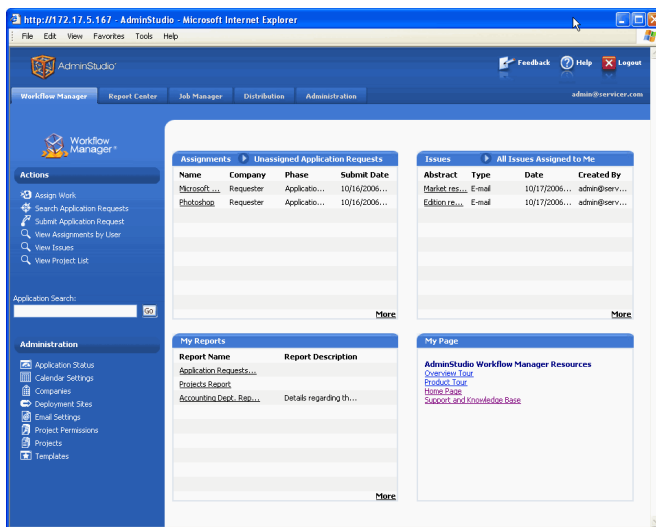 http://172.17.5.167 - AdminStudio - Microsoft Internet Explorer
File Edit View Favorites Tools Help
AdminStudio
Feedback Help Logout
Workflow Manager Report Center Job Manager Distribution Administration admin@servicer.com
Workflow
Manager
Actions
Assign Work
Search Application Requests
Submit Application Request
View Assignments by User
View Issues
View Project List
Application Search:
Go
Administration
Application Status
Calendar Settings
Companies
Deployment Sites
Email Settings
Project Permissions
Projects
Templates
Assignments Unassigned Application Requests
Name Company Phase Submit Date
Microsoft ... Requester Applicatio... 10/16/2006...
Photoshop Requester Applicatio... 10/16/2006...
More
Issues All Issues Assigned to Me
Abstract Type Date Created By
Market res... E-mail 10/17/2006... admin@serv...
Edition re... E-mail 10/17/2006... admin@serv...
More
My Reports
Report Name Report Description
Application Requests...
Projects Report
Accounting Dept. Rep... Details regarding th...
More
My Page
AdminStudio Workflow Manager Resources
Overview Tour
Product Tour
Home Page
Support and Knowledge Base